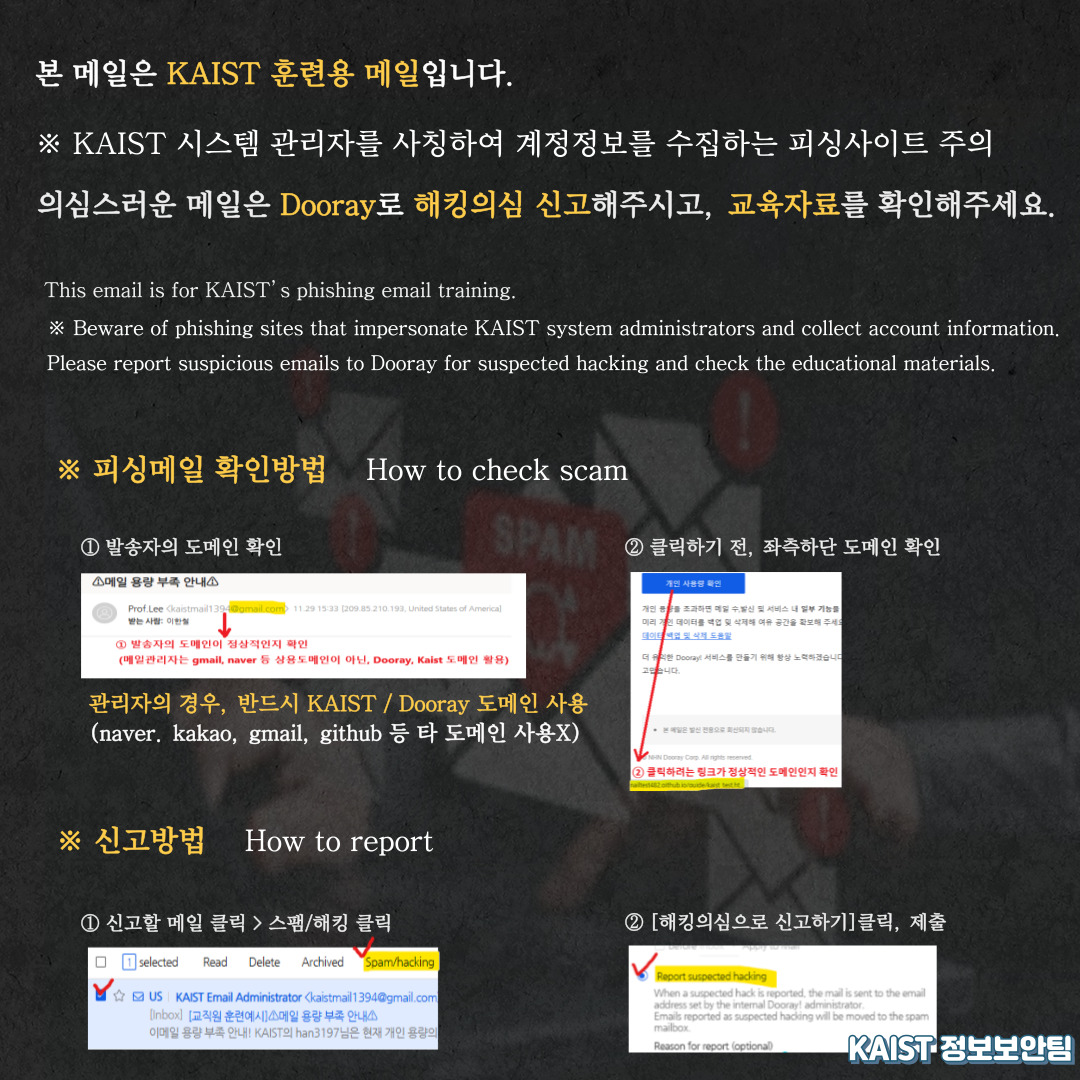 본 메일은 KAIST 훈련용 메일입니다.
※ KAIST 시스템 관리자를 사칭하여 계정정보를 수집하는 피싱사이트 주의
의심스러운 메일은 Dooray로 해킹의심 신고해주시고, 교육자료를 확인해주세요.
This email is for KAIST's phishing email training.
※ Beware of phishing sites that impersonate KAIST system administrators and collect account information.
Please report suspicious emails to Dooray for suspected hacking and check the educational materials.
SPAM
※ 피싱메일 확인방법 How to check scam
① 발송자의 도메인 확인
⚠메일 용량 부족 안내⚠
Prof.Lee <kaistmail1394@gmail.com> 11.29 15:33 [209.85.210.193, United States of America]
받는 사람: 이한철
① 발송자의 도메인이 정상적인지 확인
(메일관리자는 gmail, naver 등 상용도메인이 아닌, Dooray, Kaist 도메인 활용)
관리자의 경우, 반드시 KAIST / Dooray 도메인 사용
(naver. kakao, gmail, github 등 타 도메인 사용X)
② 클릭하기 전, 좌측하단 도메인 확인
개인 사용량 확인
개인 용량을 초과하면 메일 수,발신 및 서비스 내 일부 기능을
미리 개인 데이터를 백업 및 삭제해 여유 공간을 확보해 주세요
데이터 백업 및 삭제 도움말
더 유익한 Dooray! 서비스를 만들기 위해 항상 노력하겠습니다
고맙습니다.
본 메일은 발신 전용으로 회신되지 않습니다.
NHN Dooray Corp. All rights reserved.
② 클릭하려는 링크가 정상적인 도메인인지 확인
mailtest482.github.io/guide/kaist_test.ht
※ 신고방법 How to report
① 신고할 메일 클릭 > 스팸/해킹 클릭
1 selected Read Delete Archived Spam/hacking
US KAIST Email Administrator <kaistmail1394@gmail.com
[Inbox] [교직원 훈련예시]⚠메일 용량 부족 안내⚠
이메일 용량 부족 안내! KAIST의 han3197님은 현재 개인 용량의
② [해킹의심으로 신고하기]클릭, 제출
Report suspected hacking
When a suspected hack is reported, the mail is sent to the email
address set by the internal Dooray! administrator.
Emails reported as suspected hacking will be moved to the spam
mailbox.
Reason for report (optional)
KAIST 정보보안팀